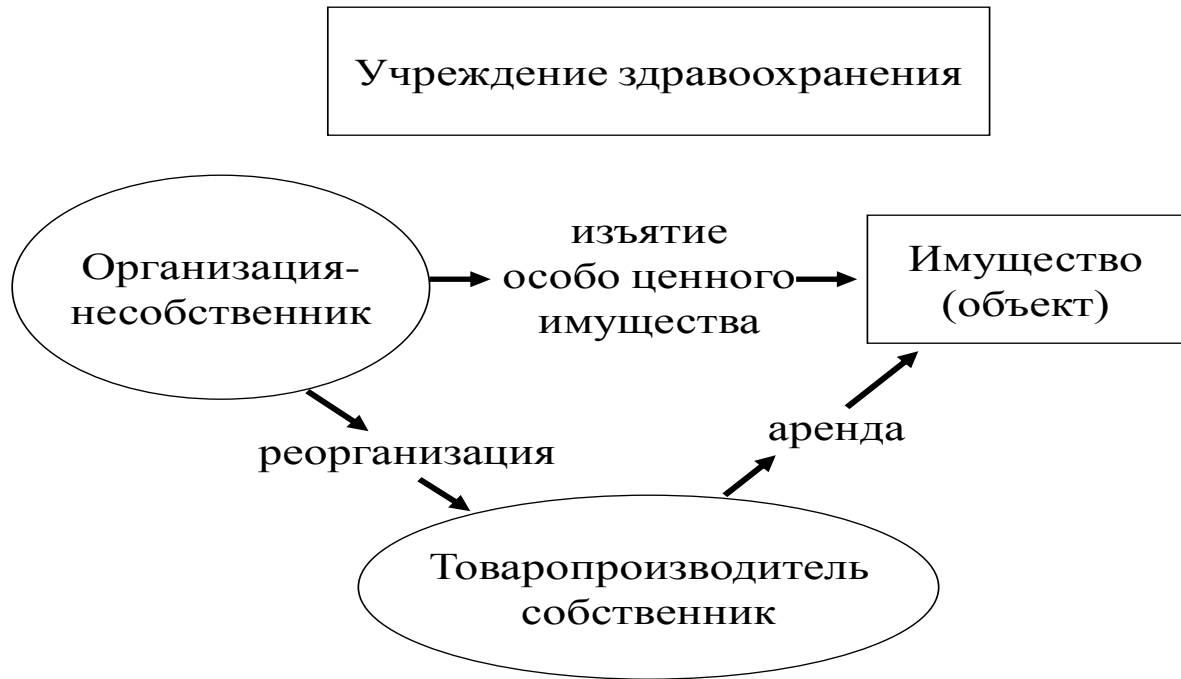 Учреждение здравоохранения
Организация-
несобственник
изъятие
особо ценного
имущества
Имущество
(объект)
реорганизация
аренда
Товаропроизводитель
собственник